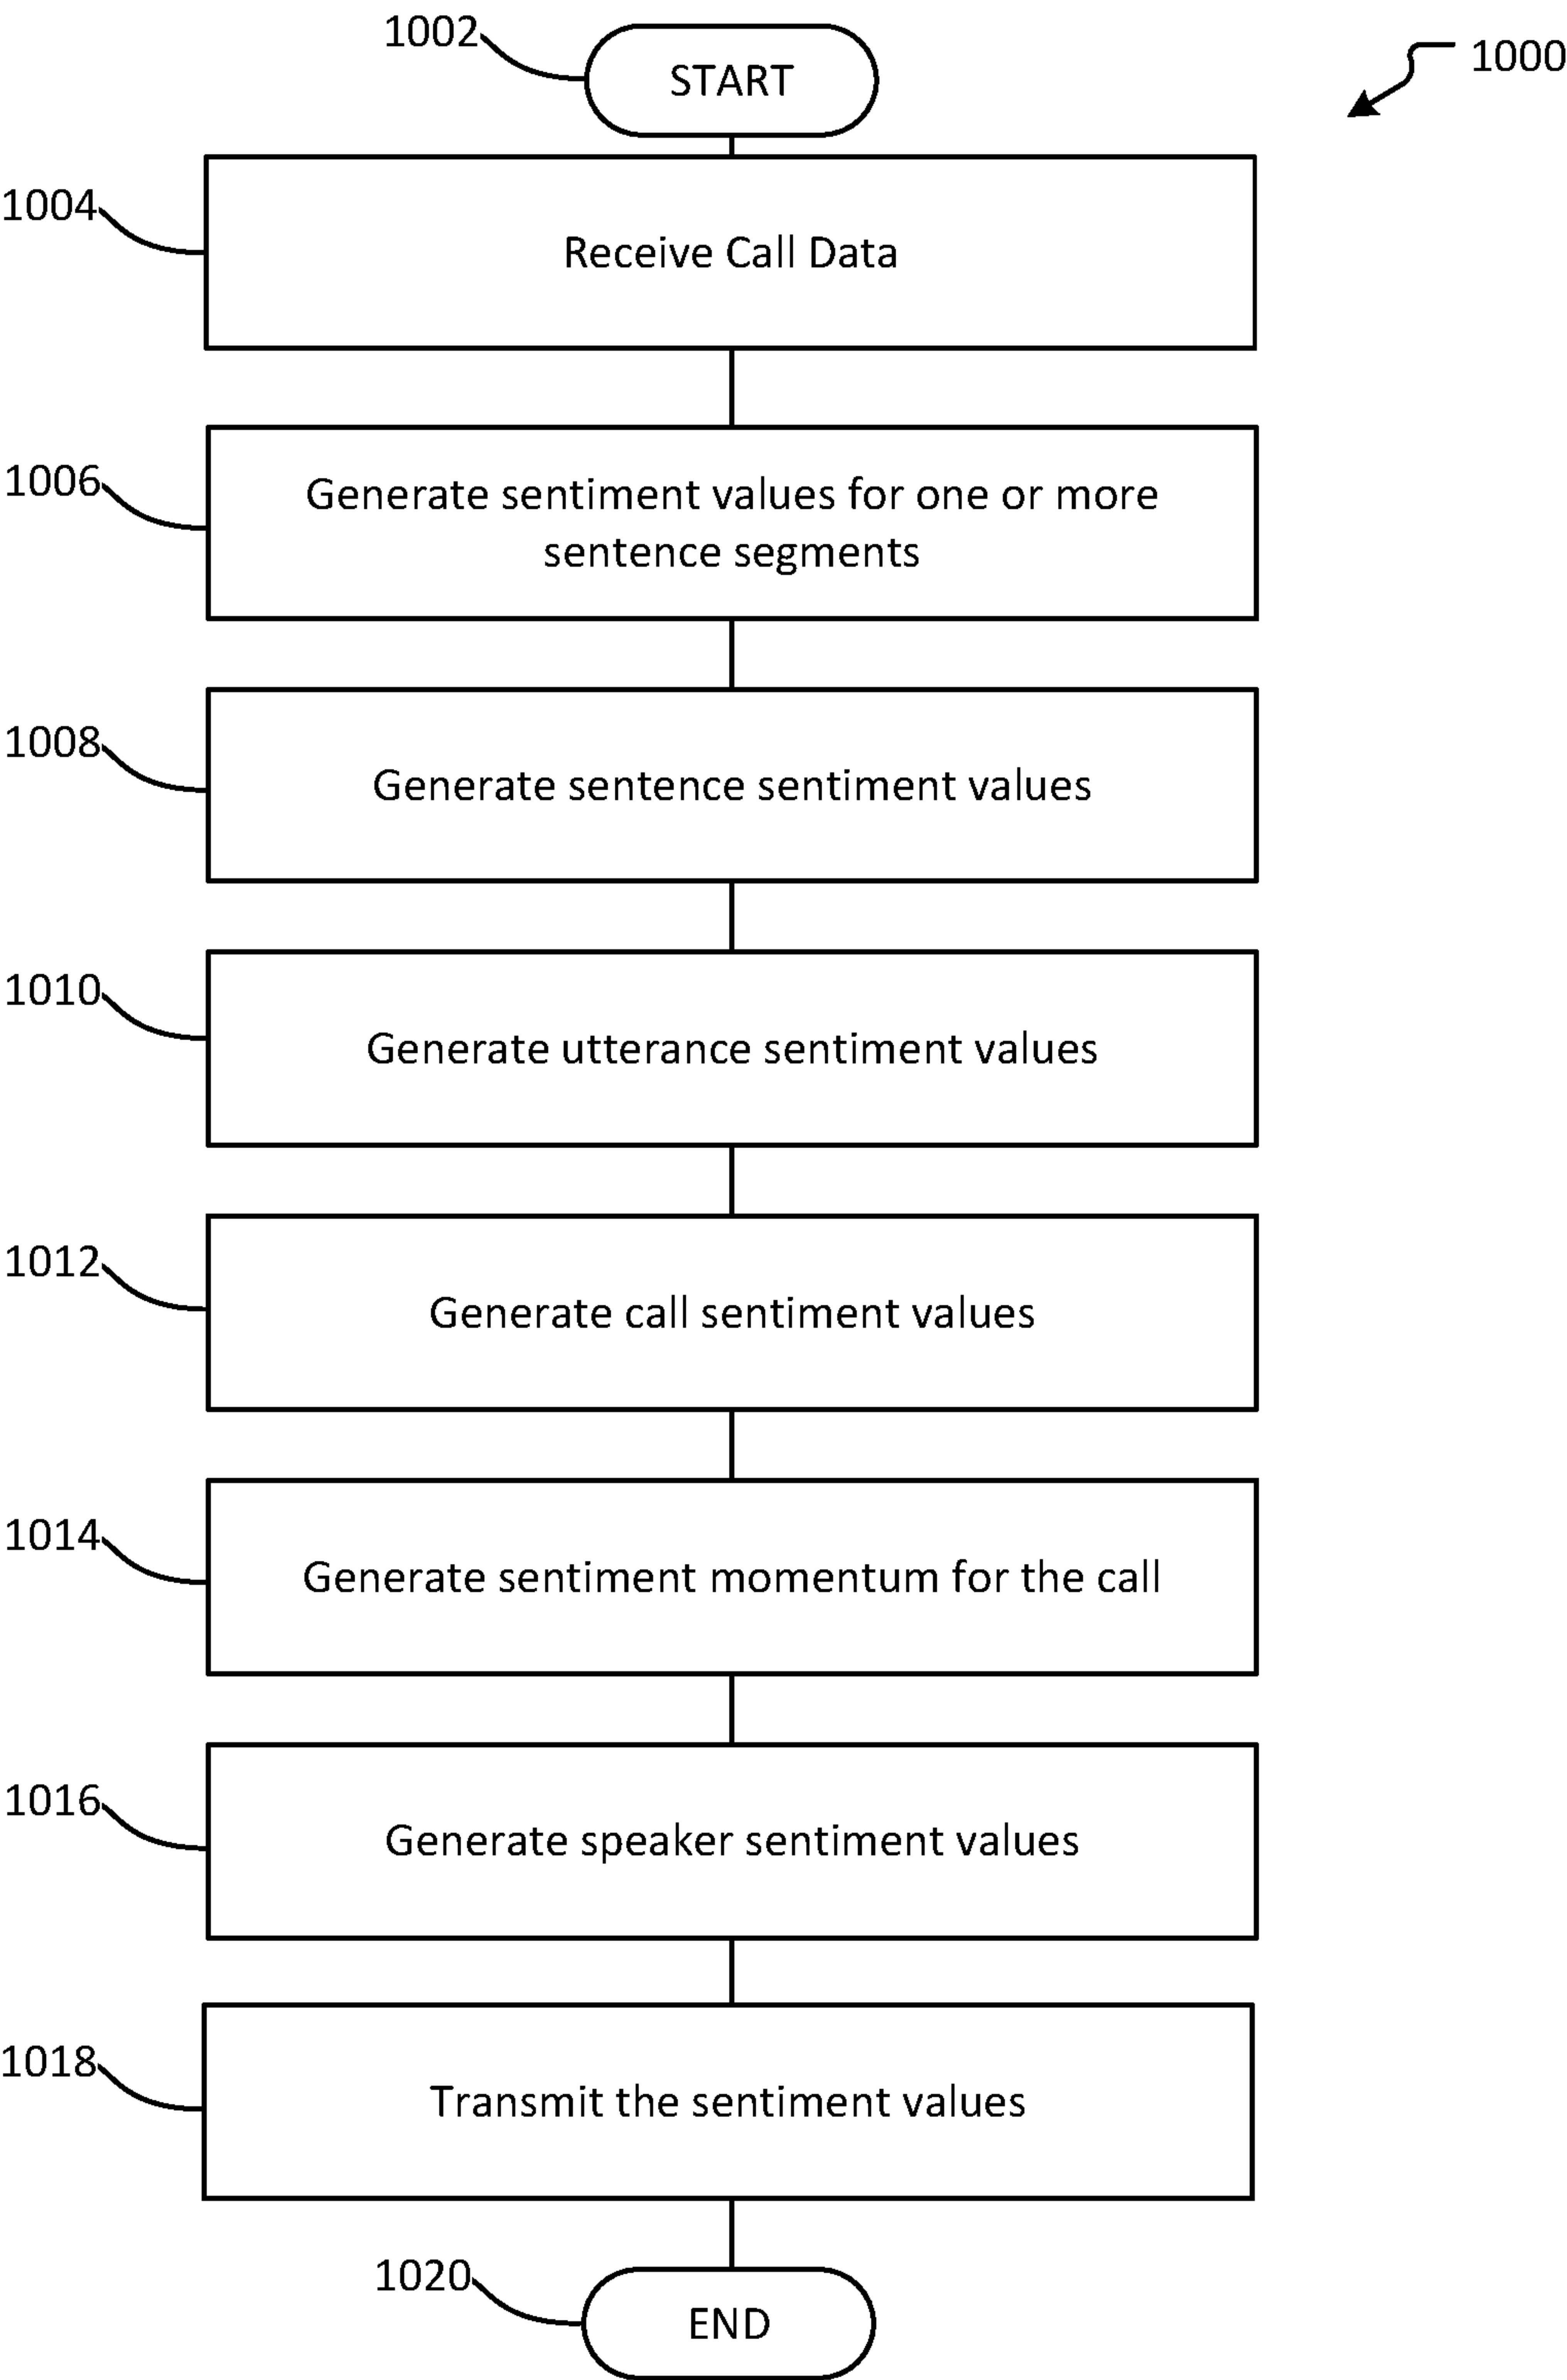 1002
START
1000
1004
Receive Call Data
1006
Generate sentiment values for one or more
sentence segments
1008
Generate sentence sentiment values
1010
Generate utterance sentiment values
1012
Generate call sentiment values
1014
Generate sentiment momentum for the call
1016
Generate speaker sentiment values
1018
Transmit the sentiment values
1020
END